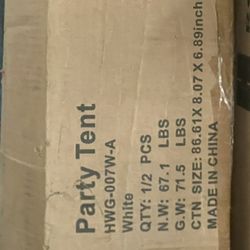 Party Tent
HWG-007W-A
White
QTY: 1/2 PCS
N.W: 67.1 LBS
G.W: 71.5 LBS
CTN SIZE: 86.61X 8.07 X 6.89inch
MADE IN CHINA